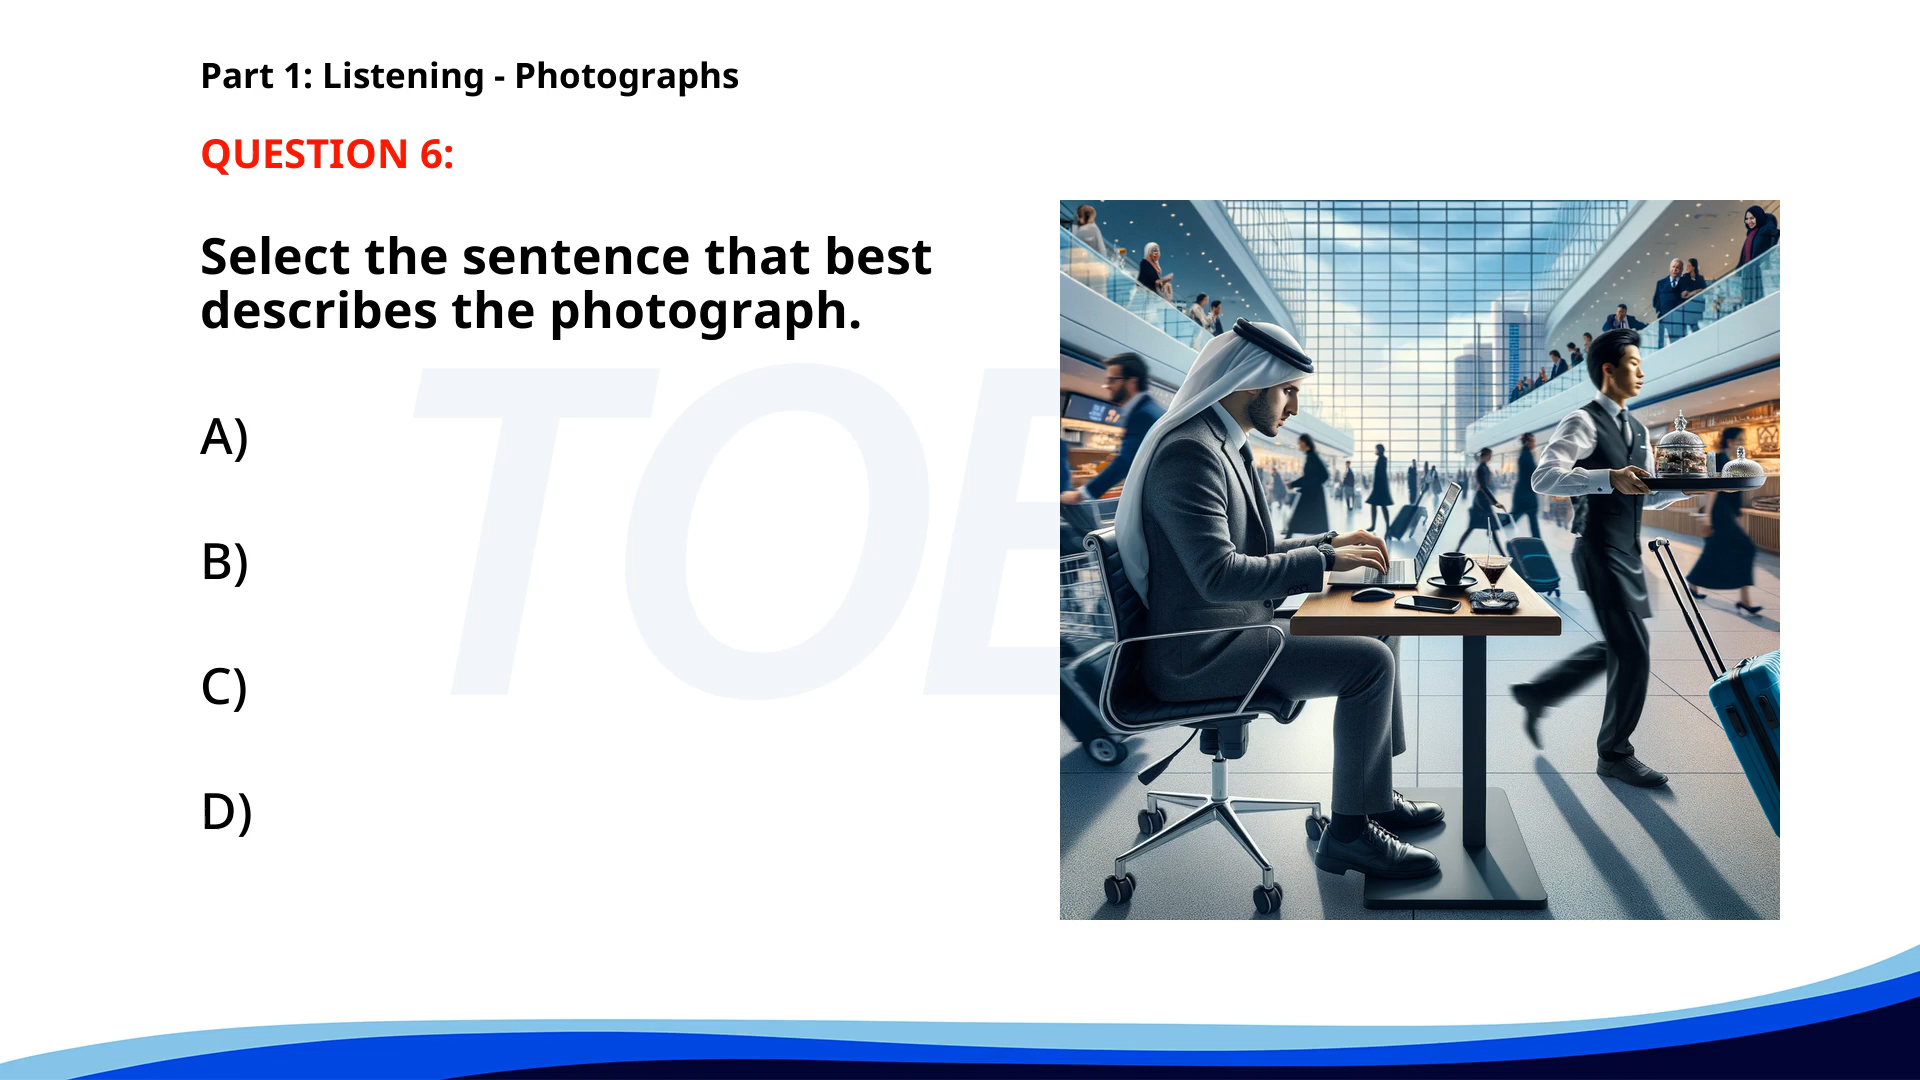 Part 1: Listening - Photographs
QUESTION 6:
Select the sentence that best
describes the photograph.
A)
B)
C)
D)